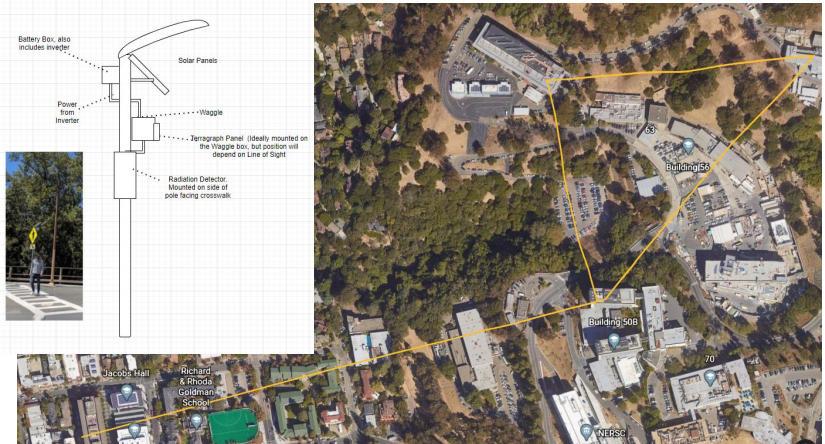 Battery Box, also
includes inverter
Solar Panels
Power
from
Inverter
Waggle
Terragraph Panel (Ideally mounted on
the Waggle box, but position will
depend on Line of Sight
Radiation Detector.
Mounted on side of
pole facing crosswalk
63
Building 56
Building 50B
70
Jacobs Hall
Richard
& Rhoda
Goldman
School
NERSC